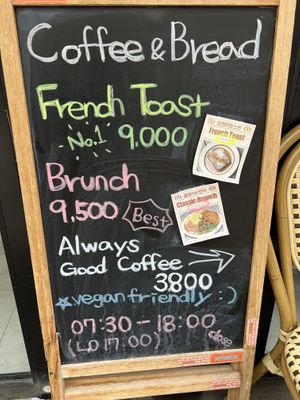 Coffee & Bread
French Toast
No.1 9,000
French Toast
Brunch
9,500 Best
Classic Brunch
Always
Good Coffee
3800
vegan friendly :)
07:30 - 18:00
(LO 17:00)